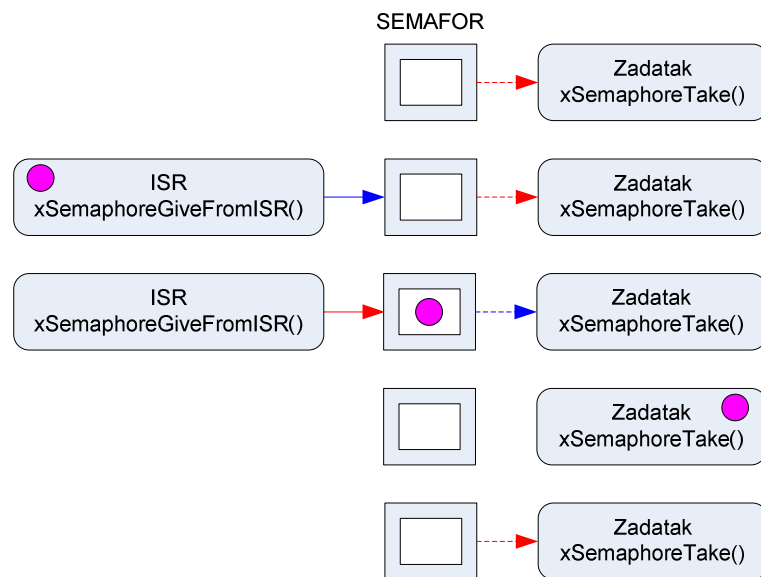 SEMAFOR
Zadatak
xSemaphoreTake()
ISR
xSemaphoreGiveFromISR()
Zadatak
xSemaphoreTake()
ISR
xSemaphoreGiveFromISR()
Zadatak
xSemaphoreTake()
Zadatak
xSemaphoreTake()
Zadatak
xSemaphoreTake()